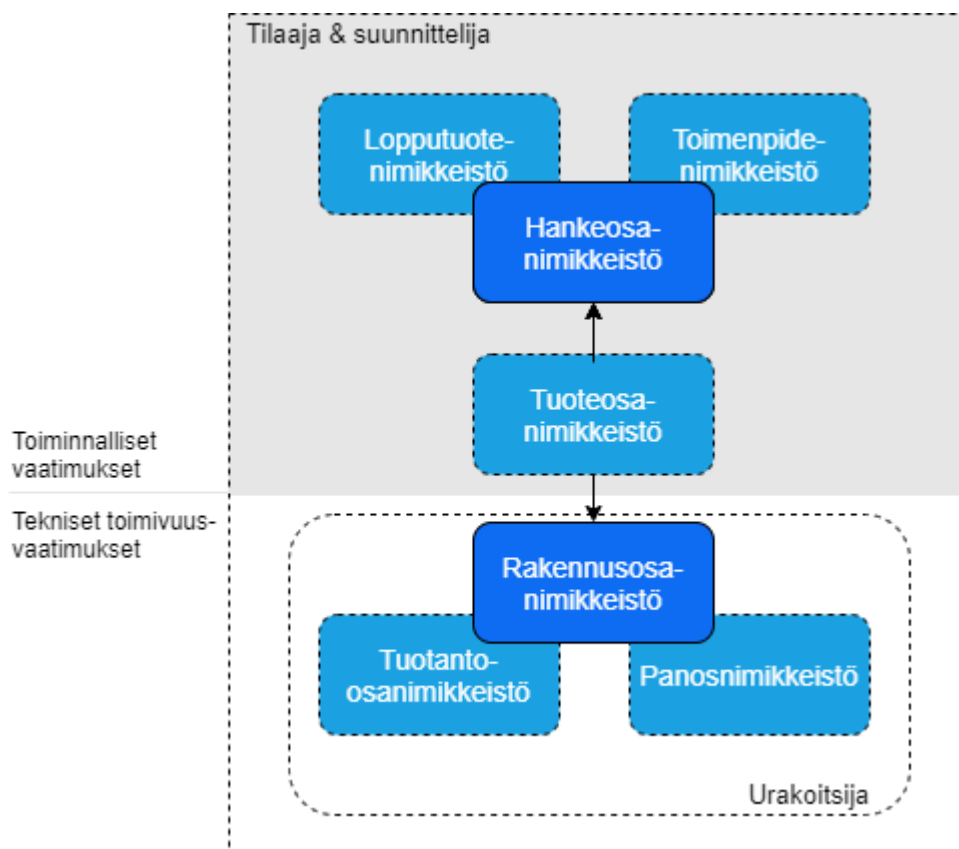 Tilaaja & suunnittelija
Lopputuote-
nimikkeistö
Toimenpide-
nimikkeistö
Hankeosa-
nimikkeistö
Tuoteosa-
nimikkeistö
Toiminnalliset
vaatimukset
Tekniset toimivuus-
vaatimukset
Rakennusosa-
nimikkeistö
Tuotanto-
osanimikkeistö
Panosnimikkeistö
Urakoitsija